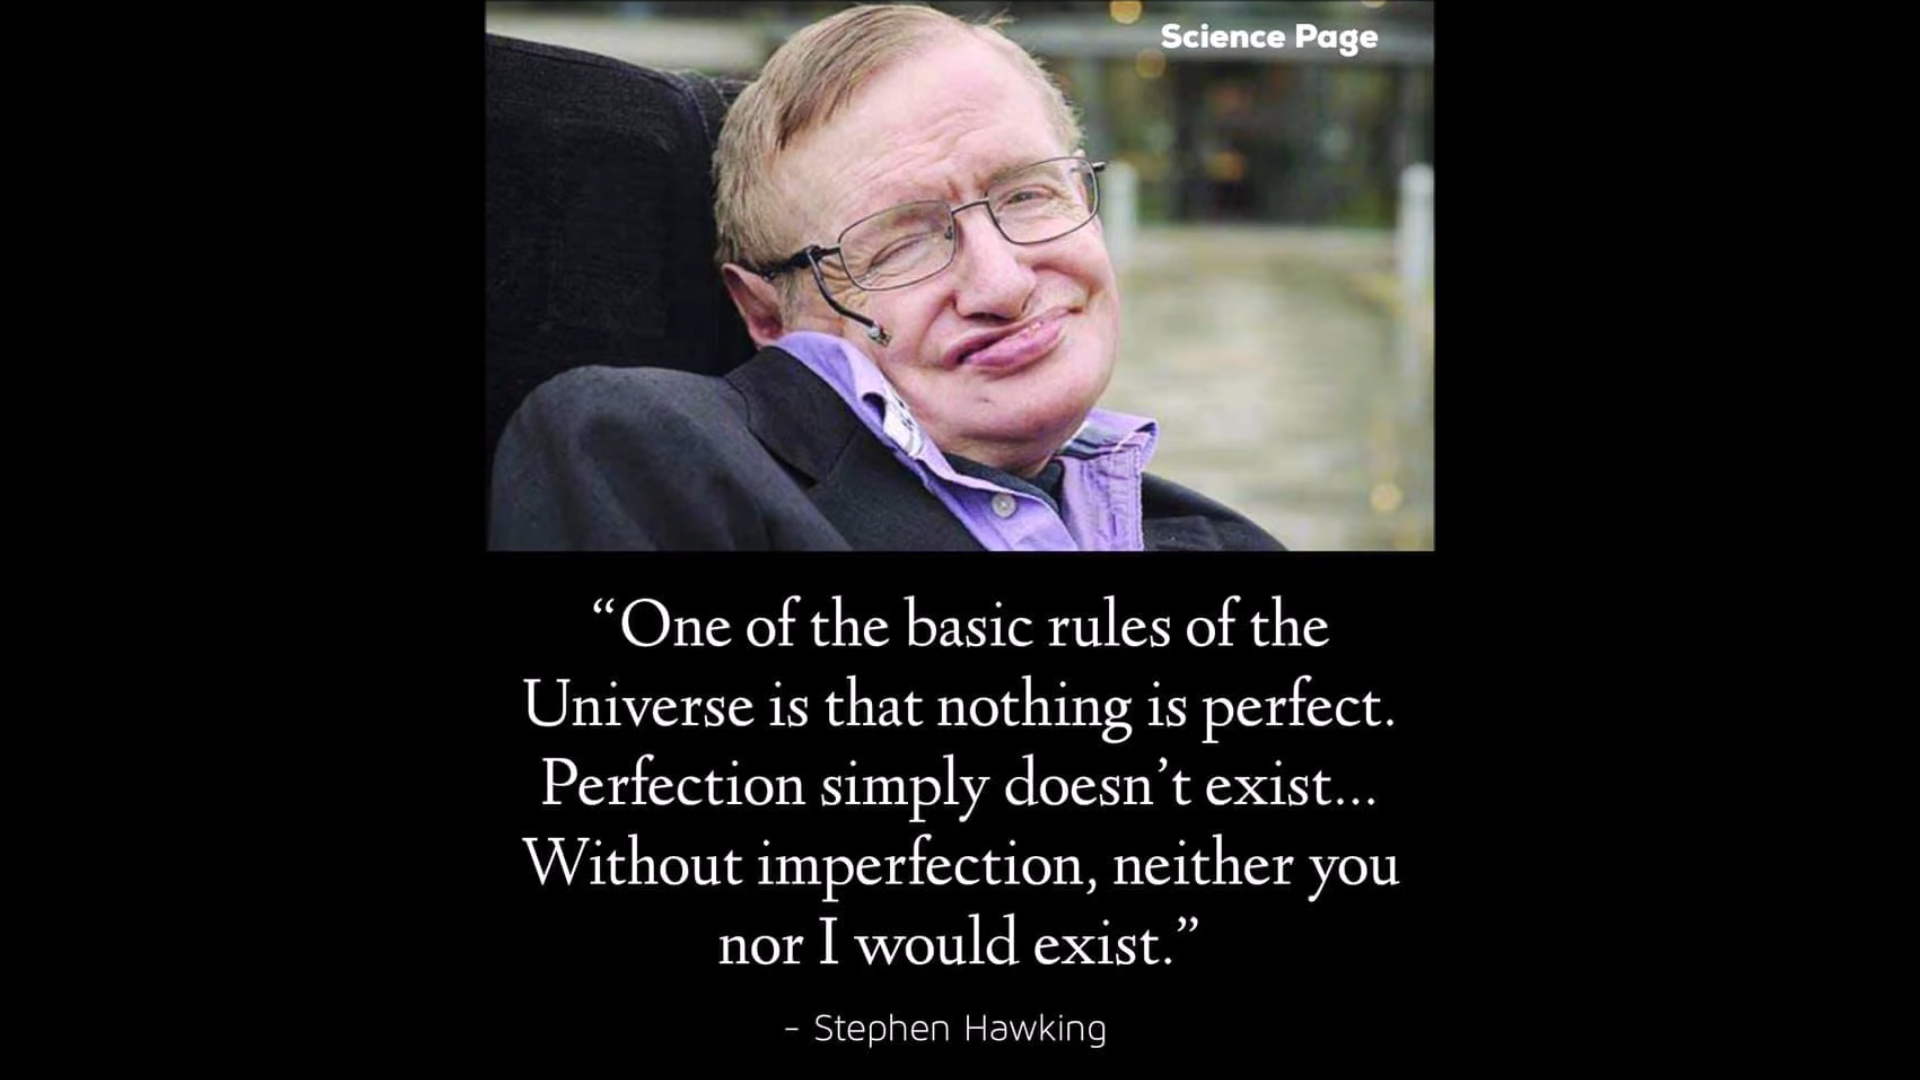 Science Page
“One of the basic rules of the
Universe is that nothing is perfect.
Perfection simply doesn’t exist...
Without imperfection, neither you
nor I would exist.”
– Stephen Hawking